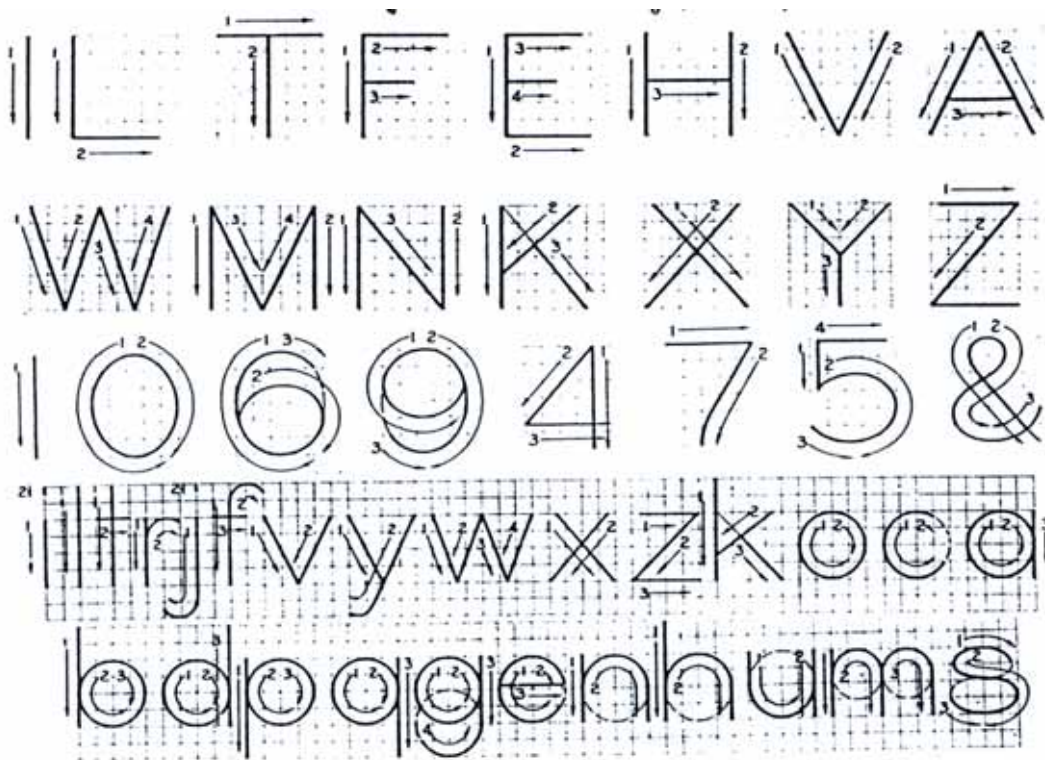 I L T F E H V A
W M N K X Y Z
1 0 6 9 4 7 5 &
i l t r j f v y w x z k o c a
b d p q g e n h u m s